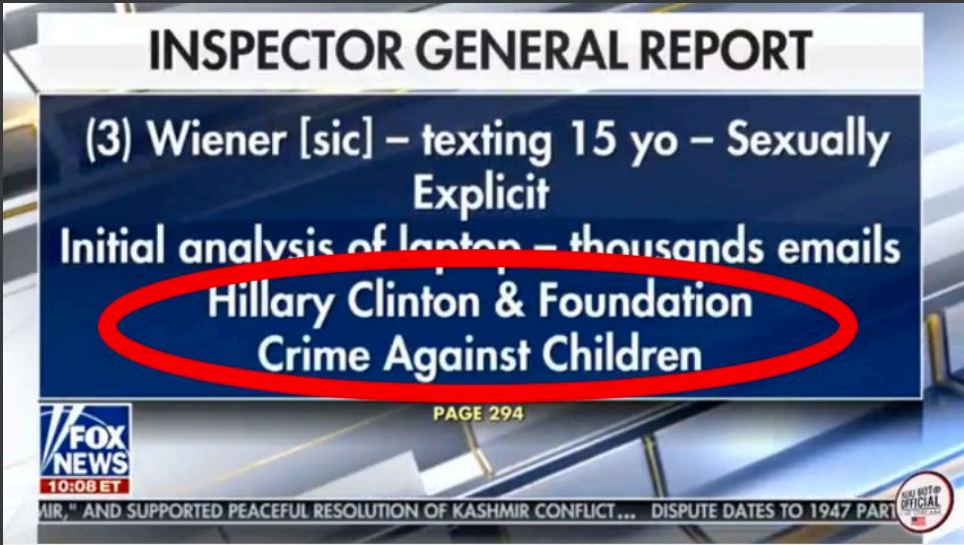 INSPECTOR GENERAL REPORT
(3) Wiener [sic] – texting 15 yo – Sexually
Explicit
Initial analysis of laptop – thousands emails
Hillary Clinton & Foundation
Crime Against Children
PAGE 294
FOX
NEWS
10:08 ET
MIR," AND SUPPORTED PEACEFUL RESOLUTION OF KASHMIR CONFLICT... DISPUTE DATES TO 1947 PART
OFFICIAL